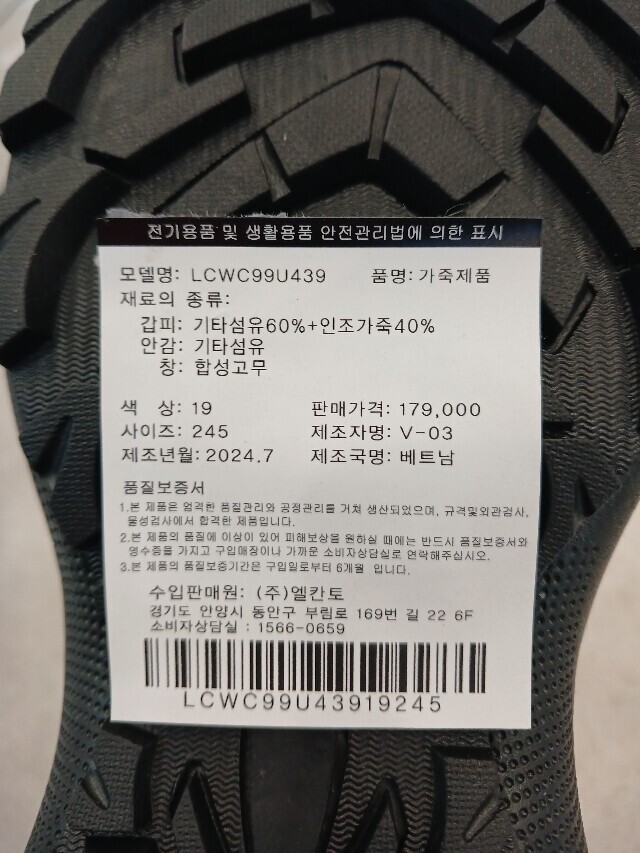 전기용품 및 생활용품 안전관리법에 의한 표시
모델명: LCWC99U439 품명: 가죽제품
재료의 종류:
갑피: 기타섬유60%+인조가죽40%
안감: 기타섬유
창: 합성고무
색 상: 19 판매가격: 179,000
사이즈: 245 제조자명: V-03
제조년월: 2024.7 제조국명: 베트남
품질보증서
1.본 제품은 엄격한 품질관리와 공정관리를 거쳐 생산되었으며, 규격및외관검사,
물성검사에서 합격한 제품입니다.
2.본 제품의 품질에 이상이 있어 피해보상을 원하실 때에는 반드시 품질보증서와
영수증을 가지고 구입매장이나 가까운 소비자상담실로 연락해주십시오.
3.본 제품의 품질보증기간은 구입일로부터 6개월 입니다.
수입판매원: (주)엘칸토
경기도 안양시 동안구 부림로 169번 길 22 6F
소비자상담실 : 1566-0659
LCWC99U43919245